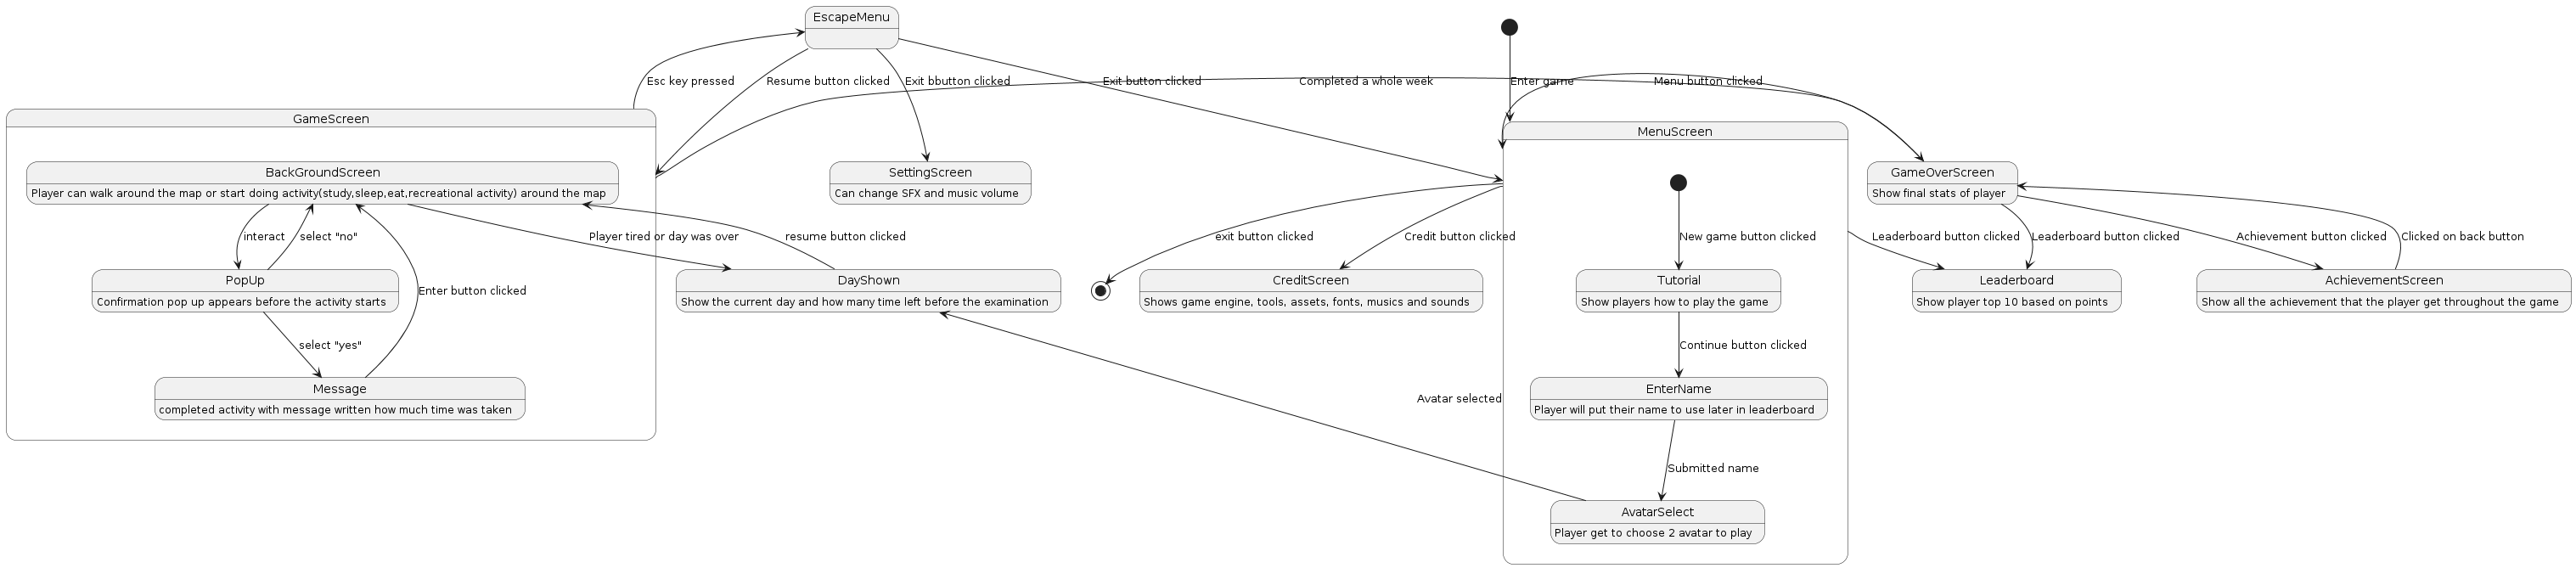 EscapeMenu
Esc key pressed
Resume button clicked
Exit bbutton clicked
Exit button clicked
Completed a whole week
Enter game
Menu button clicked
GameScreen
MenuScreen
BackGroundScreen
Player can walk around the map or start doing activity(study,sleep,eat,recreational activity) around the map
SettingScreen
Can change SFX and music volume
GameOverScreen
Show final stats of player
interact
select "no"
Player tired or day was over
resume button clicked
exit button clicked
Credit button clicked
New game button clicked
Leaderboard button clicked
Leaderboard button clicked
Achievement button clicked
Clicked on back button
PopUp
Confirmation pop up appears before the activity starts
Enter button clicked
DayShown
Show the current day and how many time left before the examination
CreditScreen
Shows game engine, tools, assets, fonts, musics and sounds
Tutorial
Show players how to play the game
Leaderboard
Show player top 10 based on points
AchievementScreen
Show all the achievement that the player get throughout the game
select "yes"
Continue button clicked
Message
completed activity with message written how much time was taken
Avatar selected
EnterName
Player will put their name to use later in leaderboard
Submitted name
AvatarSelect
Player get to choose 2 avatar to play